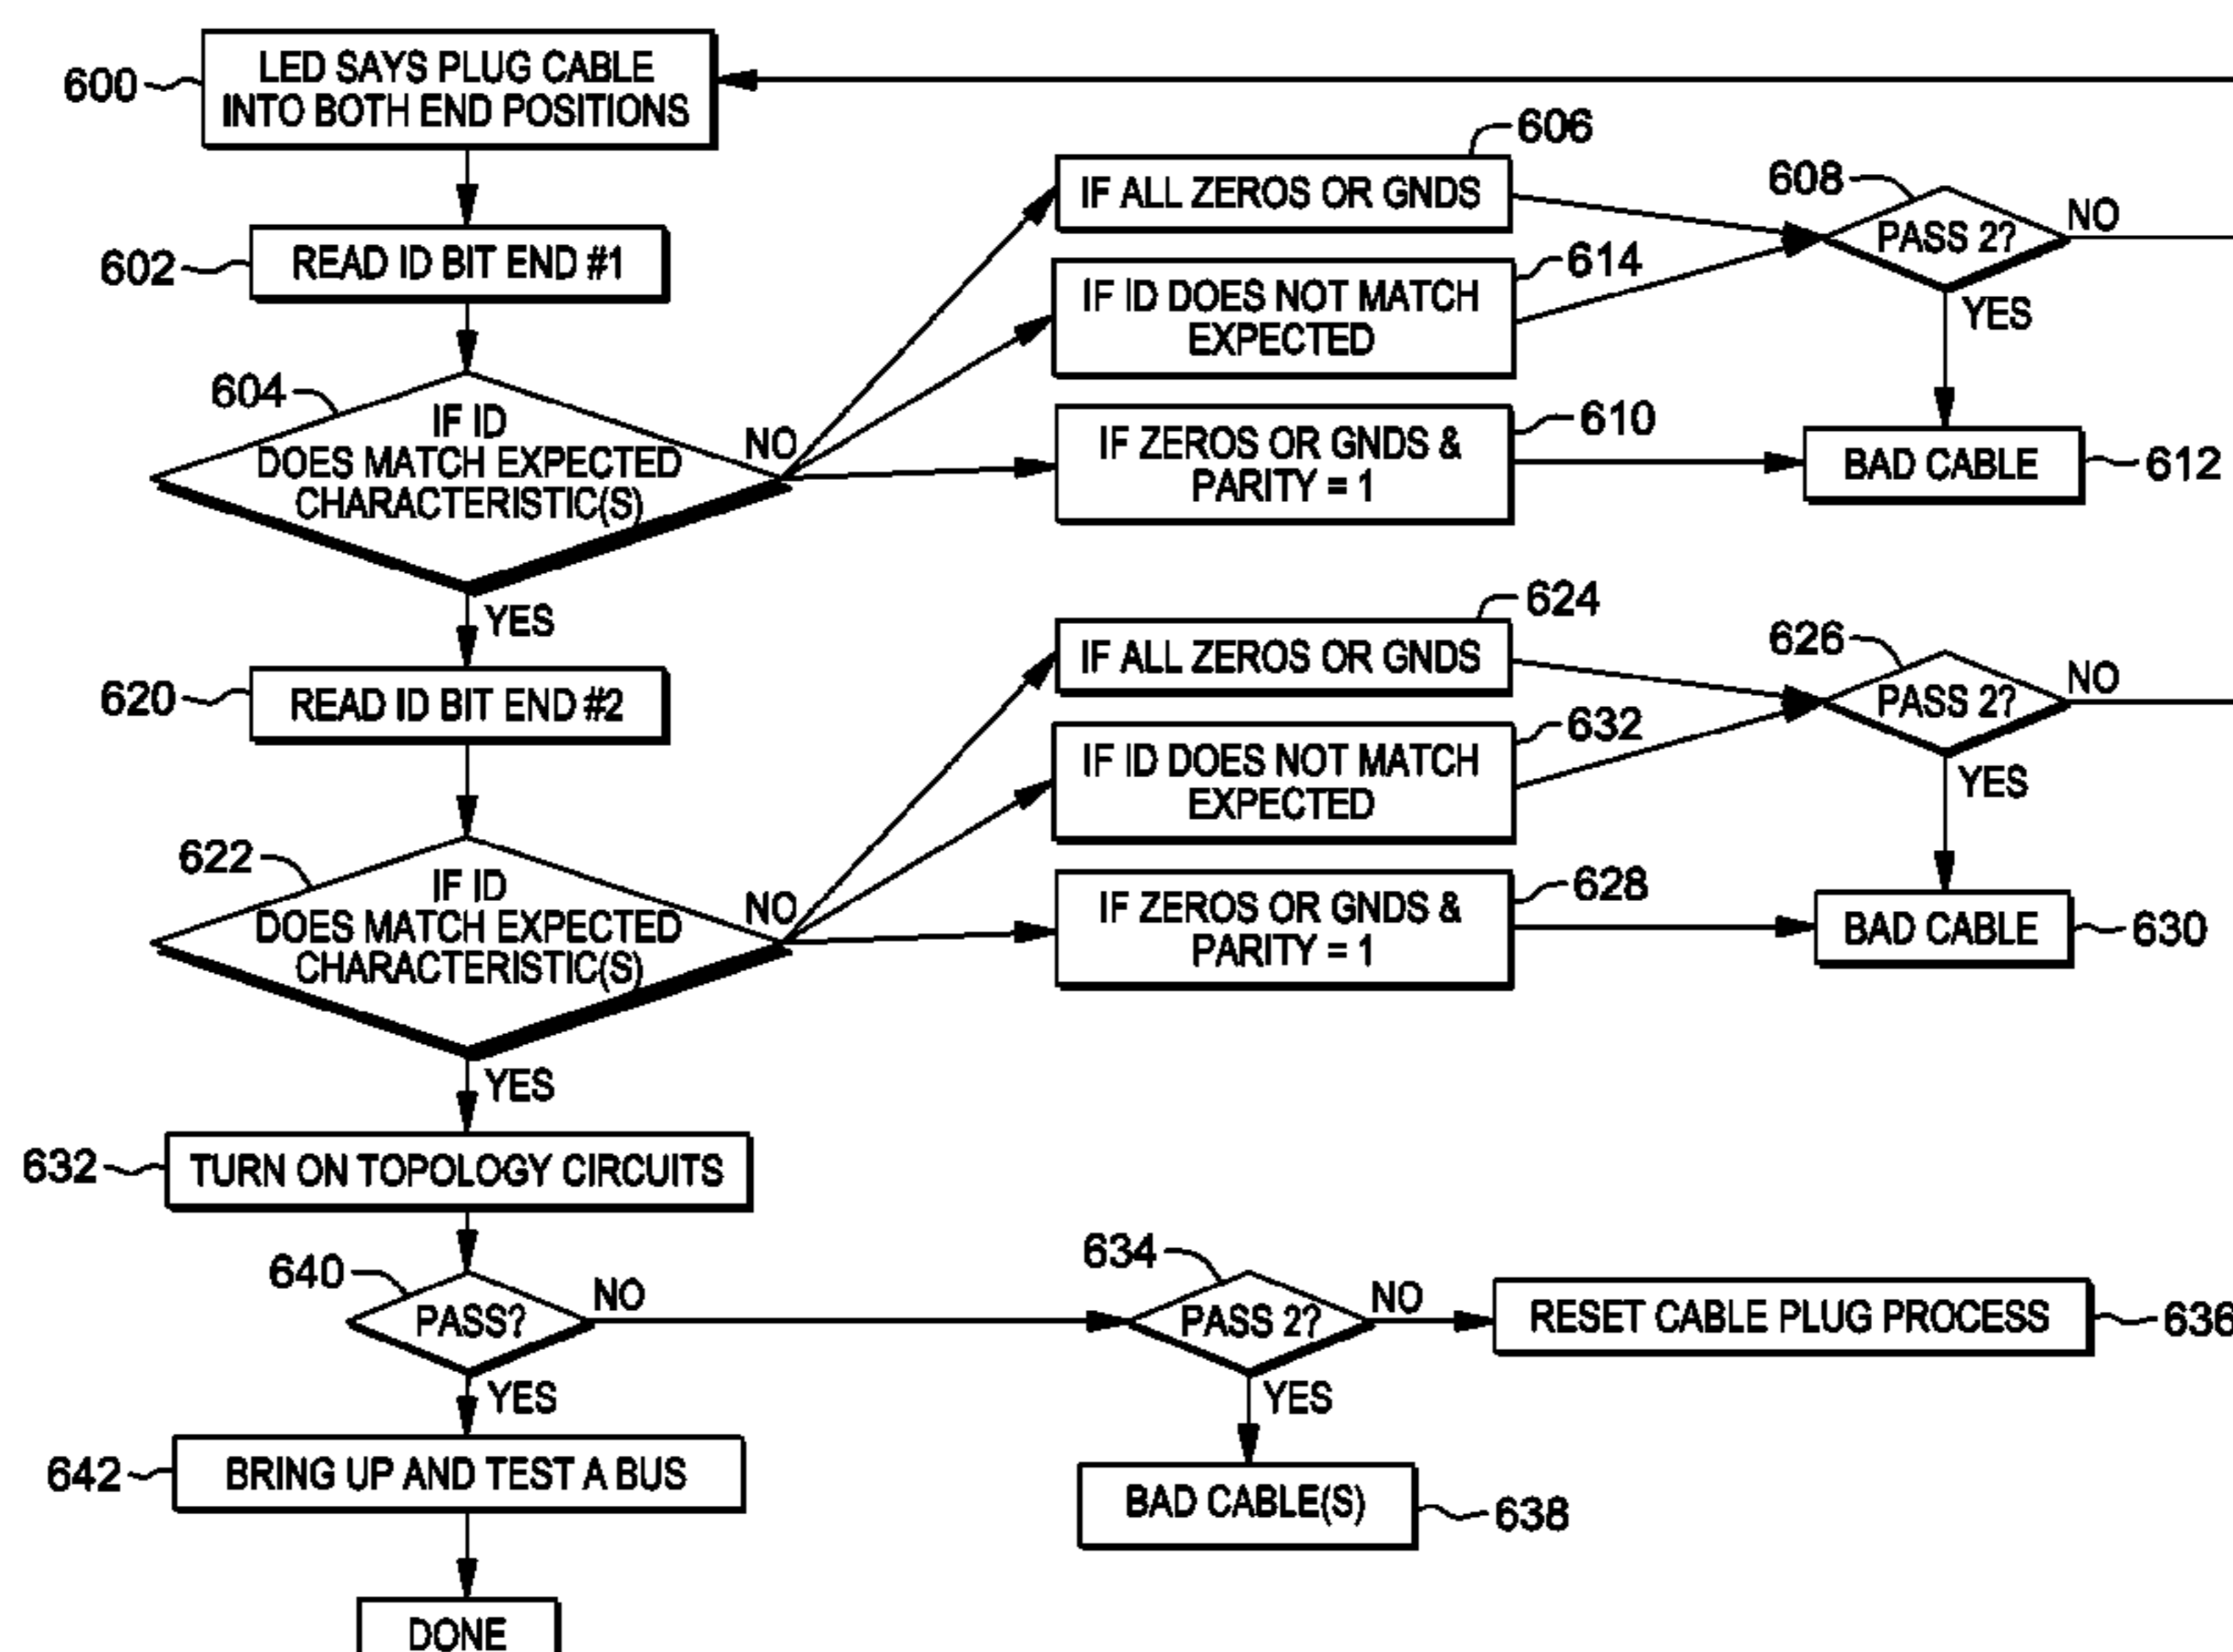 600
LED SAYS PLUG CABLE
INTO BOTH END POSITIONS
602
READ ID BIT END #1
604
IF ID
DOES MATCH EXPECTED
CHARACTERISTIC(S)
NO
YES
606
IF ALL ZEROS OR GNDS
614
IF ID DOES NOT MATCH
EXPECTED
610
IF ZEROS OR GNDS &
PARITY = 1
608
PASS 2?
NO
YES
BAD CABLE
612
620
READ ID BIT END #2
622
IF ID
DOES MATCH EXPECTED
CHARACTERISTIC(S)
NO
YES
624
IF ALL ZEROS OR GNDS
632
IF ID DOES NOT MATCH
EXPECTED
628
IF ZEROS OR GNDS &
PARITY = 1
626
PASS 2?
NO
YES
BAD CABLE
630
632
TURN ON TOPOLOGY CIRCUITS
640
PASS?
NO
YES
634
PASS 2?
NO
YES
RESET CABLE PLUG PROCESS
636
BAD CABLE(S)
638
642
BRING UP AND TEST A BUS
DONE